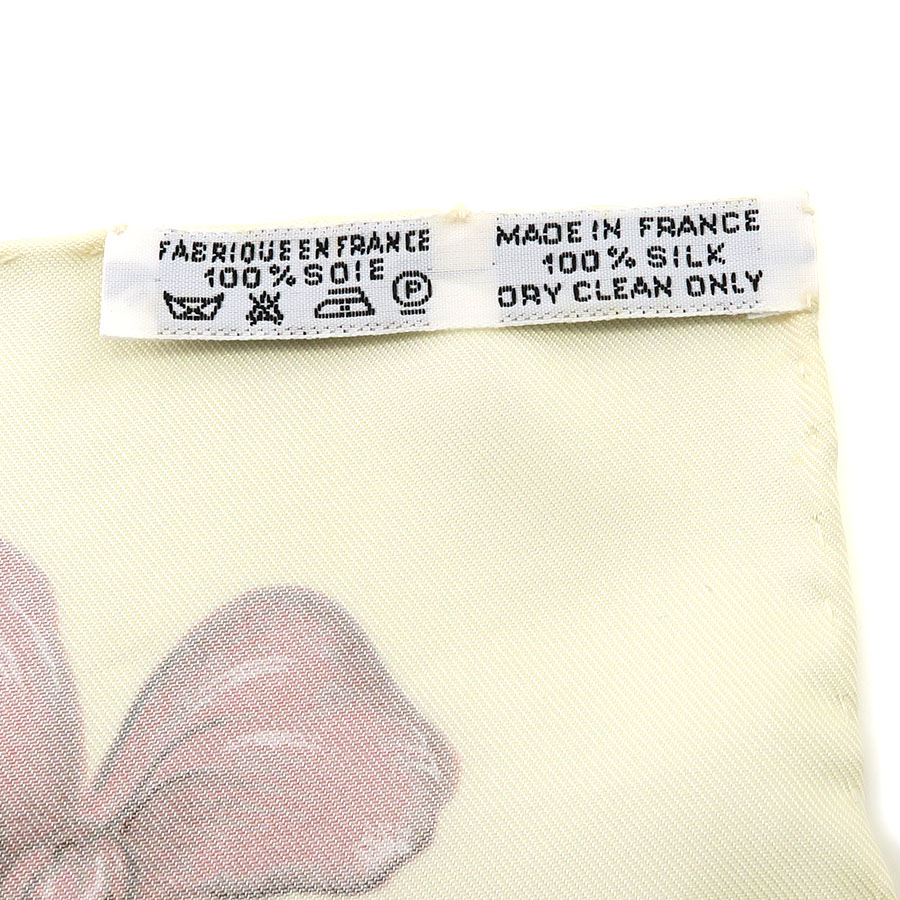 FABRIQUE EN FRANCE
100% SOIE
P
MADE IN FRANCE
100% SILK
DRY CLEAN ONLY